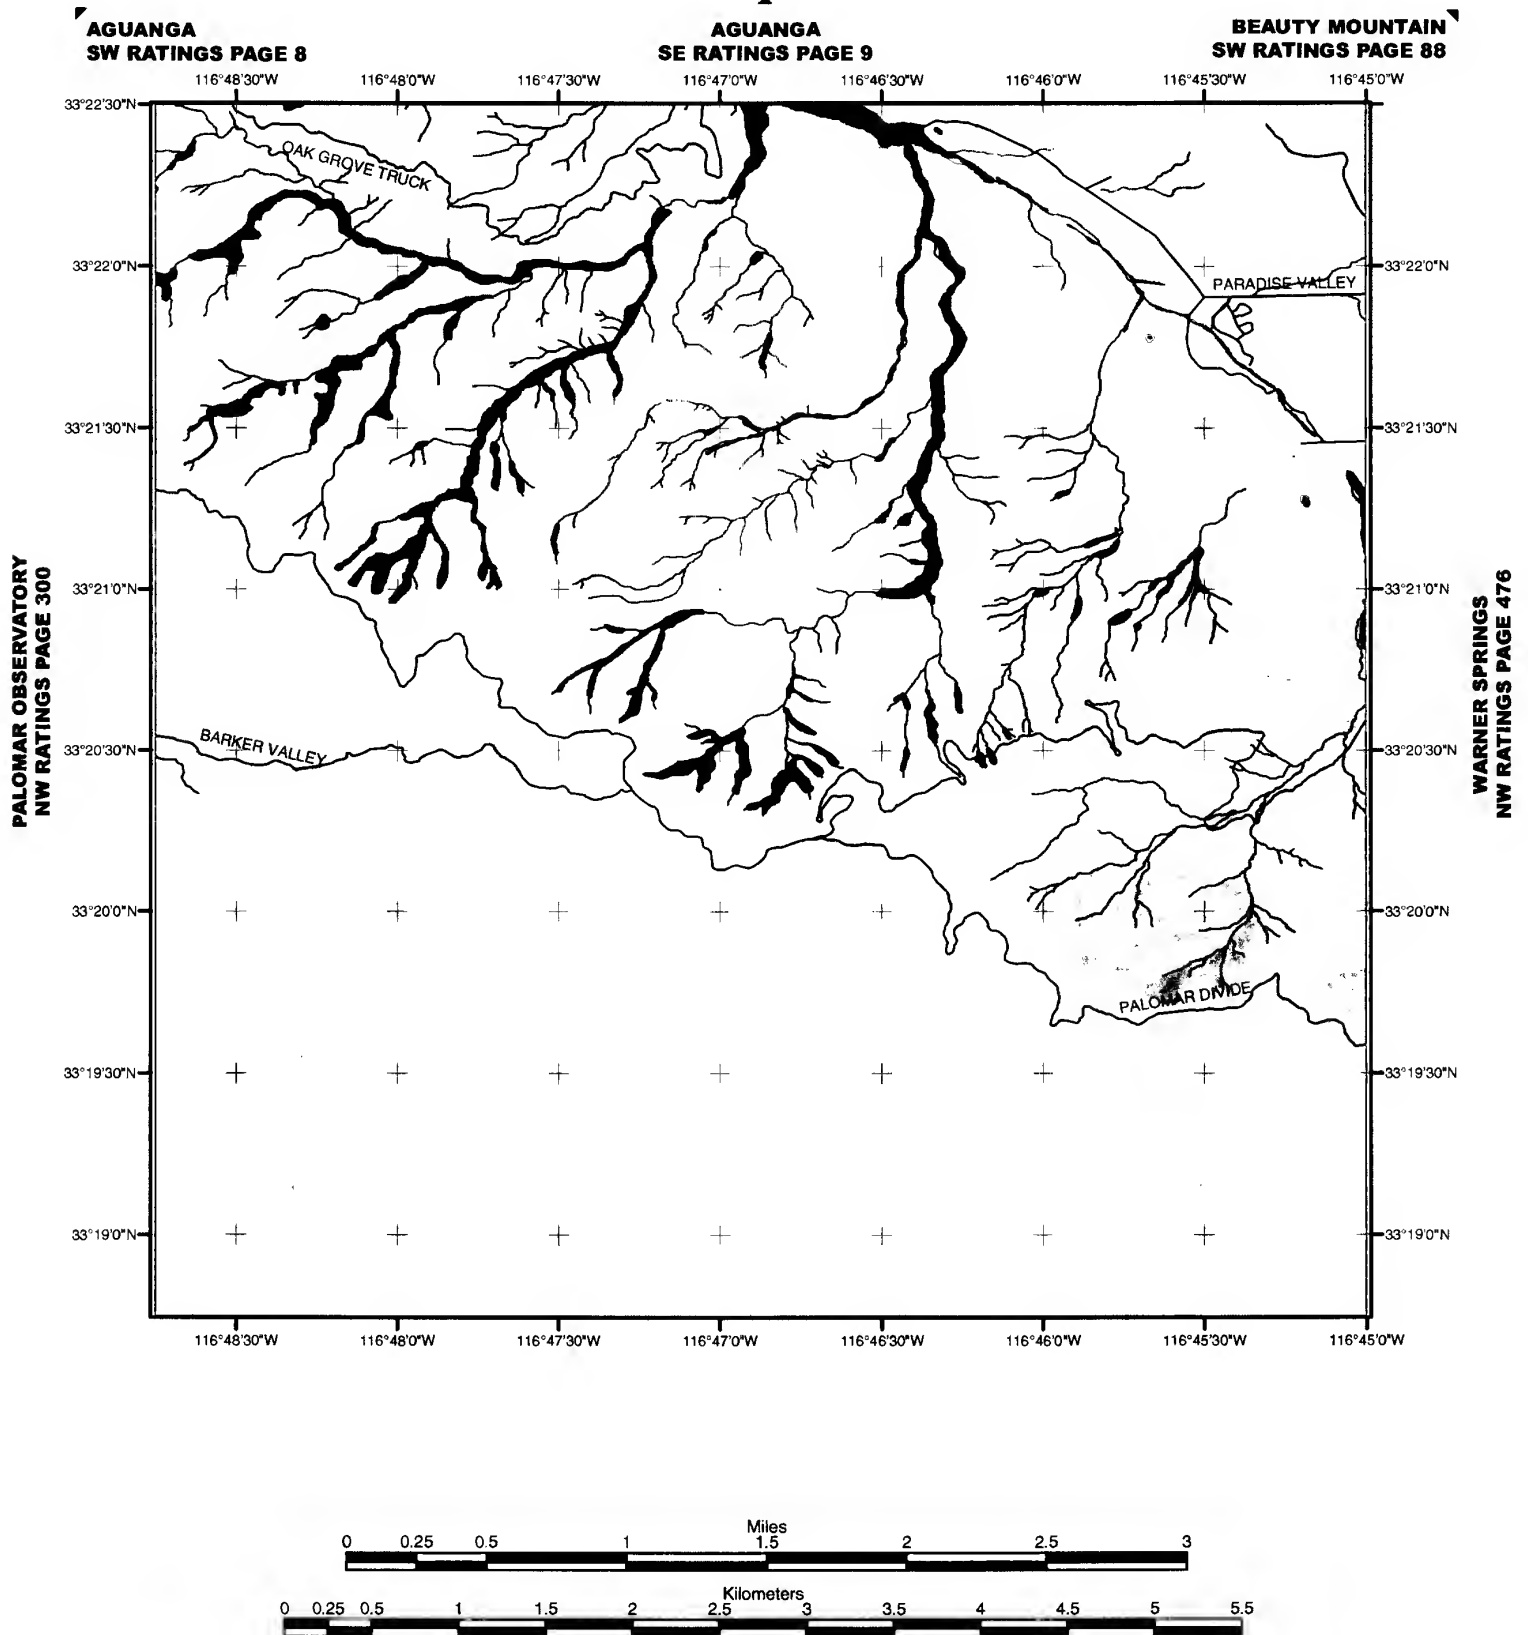 AGUANGA
SW RATINGS PAGE 8
AGUANGA
SE RATINGS PAGE 9
BEAUTY MOUNTAIN
SW RATINGS PAGE 88
116°48'30"W 116°48'0"W 116°47'30"W 116°47'0"W 116°46'30"W 116°46'0"W 116°45'30"W 116°45'0"W
33°22'30"N
OAK GROVE TRUCK
33°22'0"N 33°22'0"N
PARADISE VALLEY
33°21'30"N 33°21'30"N
PALOMAR OBSERVATORY
NW RATINGS PAGE 300
33°21'0"N 33°21'0"N
WARNER SPRINGS
NW RATINGS PAGE 476
BARKER VALLEY
33°20'30"N 33°20'30"N
33°20'0"N 33°20'0"N
PALOMAR DIVIDE
33°19'30"N 33°19'30"N
33°19'0"N 33°19'0"N
116°48'30"W 116°48'0"W 116°47'30"W 116°47'0"W 116°46'30"W 116°46'0"W 116°45'30"W 116°45'0"W
Miles
0 0.25 0.5 1 1.5 2 2.5 3
Kilometers
0 0.25 0.5 1 1.5 2 2.5 3 3.5 4 4.5 5 5.5